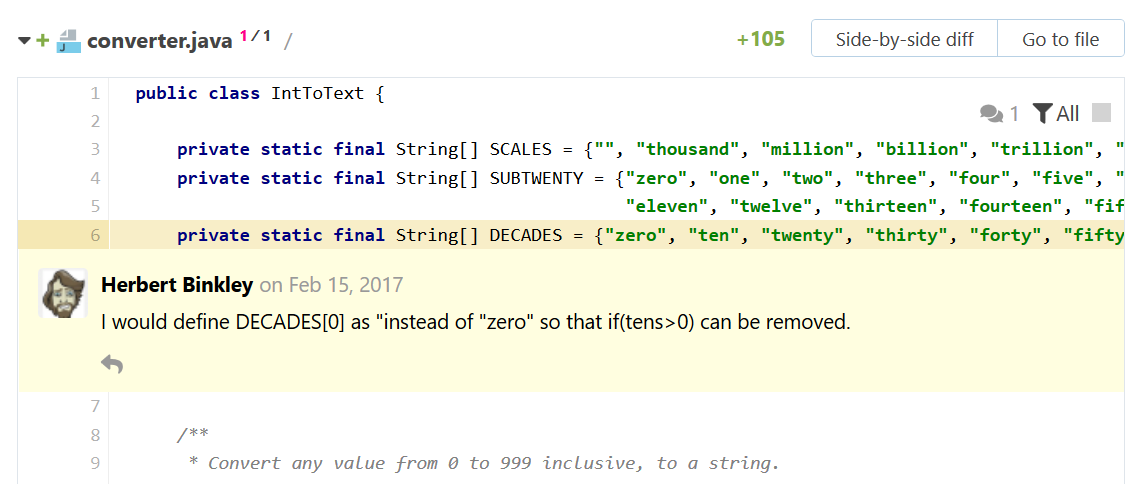 converter.java 1/1 /
+105
Side-by-side diff
Go to file
1 public class IntToText {
1 All
2
3 private static final String[] SCALES = {"", "thousand", "million", "billion", "trillion", "
4 private static final String[] SUBTWENTY = {"zero", "one", "two", "three", "four", "five", "
5 "eleven", "twelve", "thirteen", "fourteen", "fif
6 private static final String[] DECADES = {"zero", "ten", "twenty", "thirty", "forty", "fifty
Herbert Binkley on Feb 15, 2017
I would define DECADES[0] as "instead of "zero" so that if(tens>0) can be removed.
7
8 /**
9 * Convert any value from 0 to 999 inclusive, to a string.